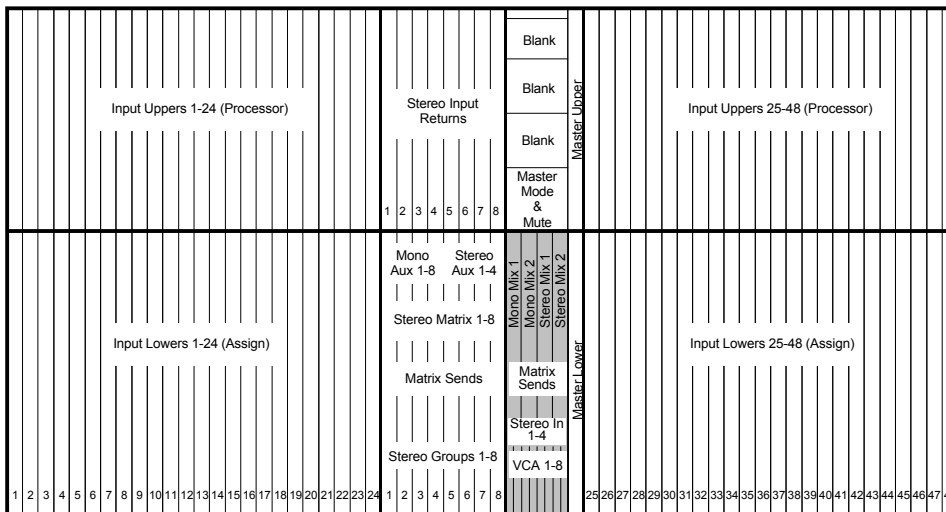 Blank
Blank
Blank
Master
Mode
&
Mute
Master Upper
Input Uppers 1-24 (Processor)
Stereo Input
Returns
1 2 3 4 5 6 7 8
Input Uppers 25-48 (Processor)
Mono
Aux 1-8
Stereo
Aux 1-4
Stereo Matrix 1-8
Matrix Sends
Stereo Groups 1-8
Mono Mix 1
Mono Mix 2
Stereo Mix 1
Stereo Mix 2
Matrix
Sends
Stereo In
1-4
VCA 1-8
Master Lower
Input Lowers 1-24 (Assign)
Input Lowers 25-48 (Assign)
1 2 3 4 5 6 7 8 9 10 11 12 13 14 15 16 17 18 19 20 21 22 23 24 1 2 3 4 5 6 7 8 25 26 27 28 29 30 31 32 33 34 35 36 37 38 39 40 41 42 43 44 45 46 47